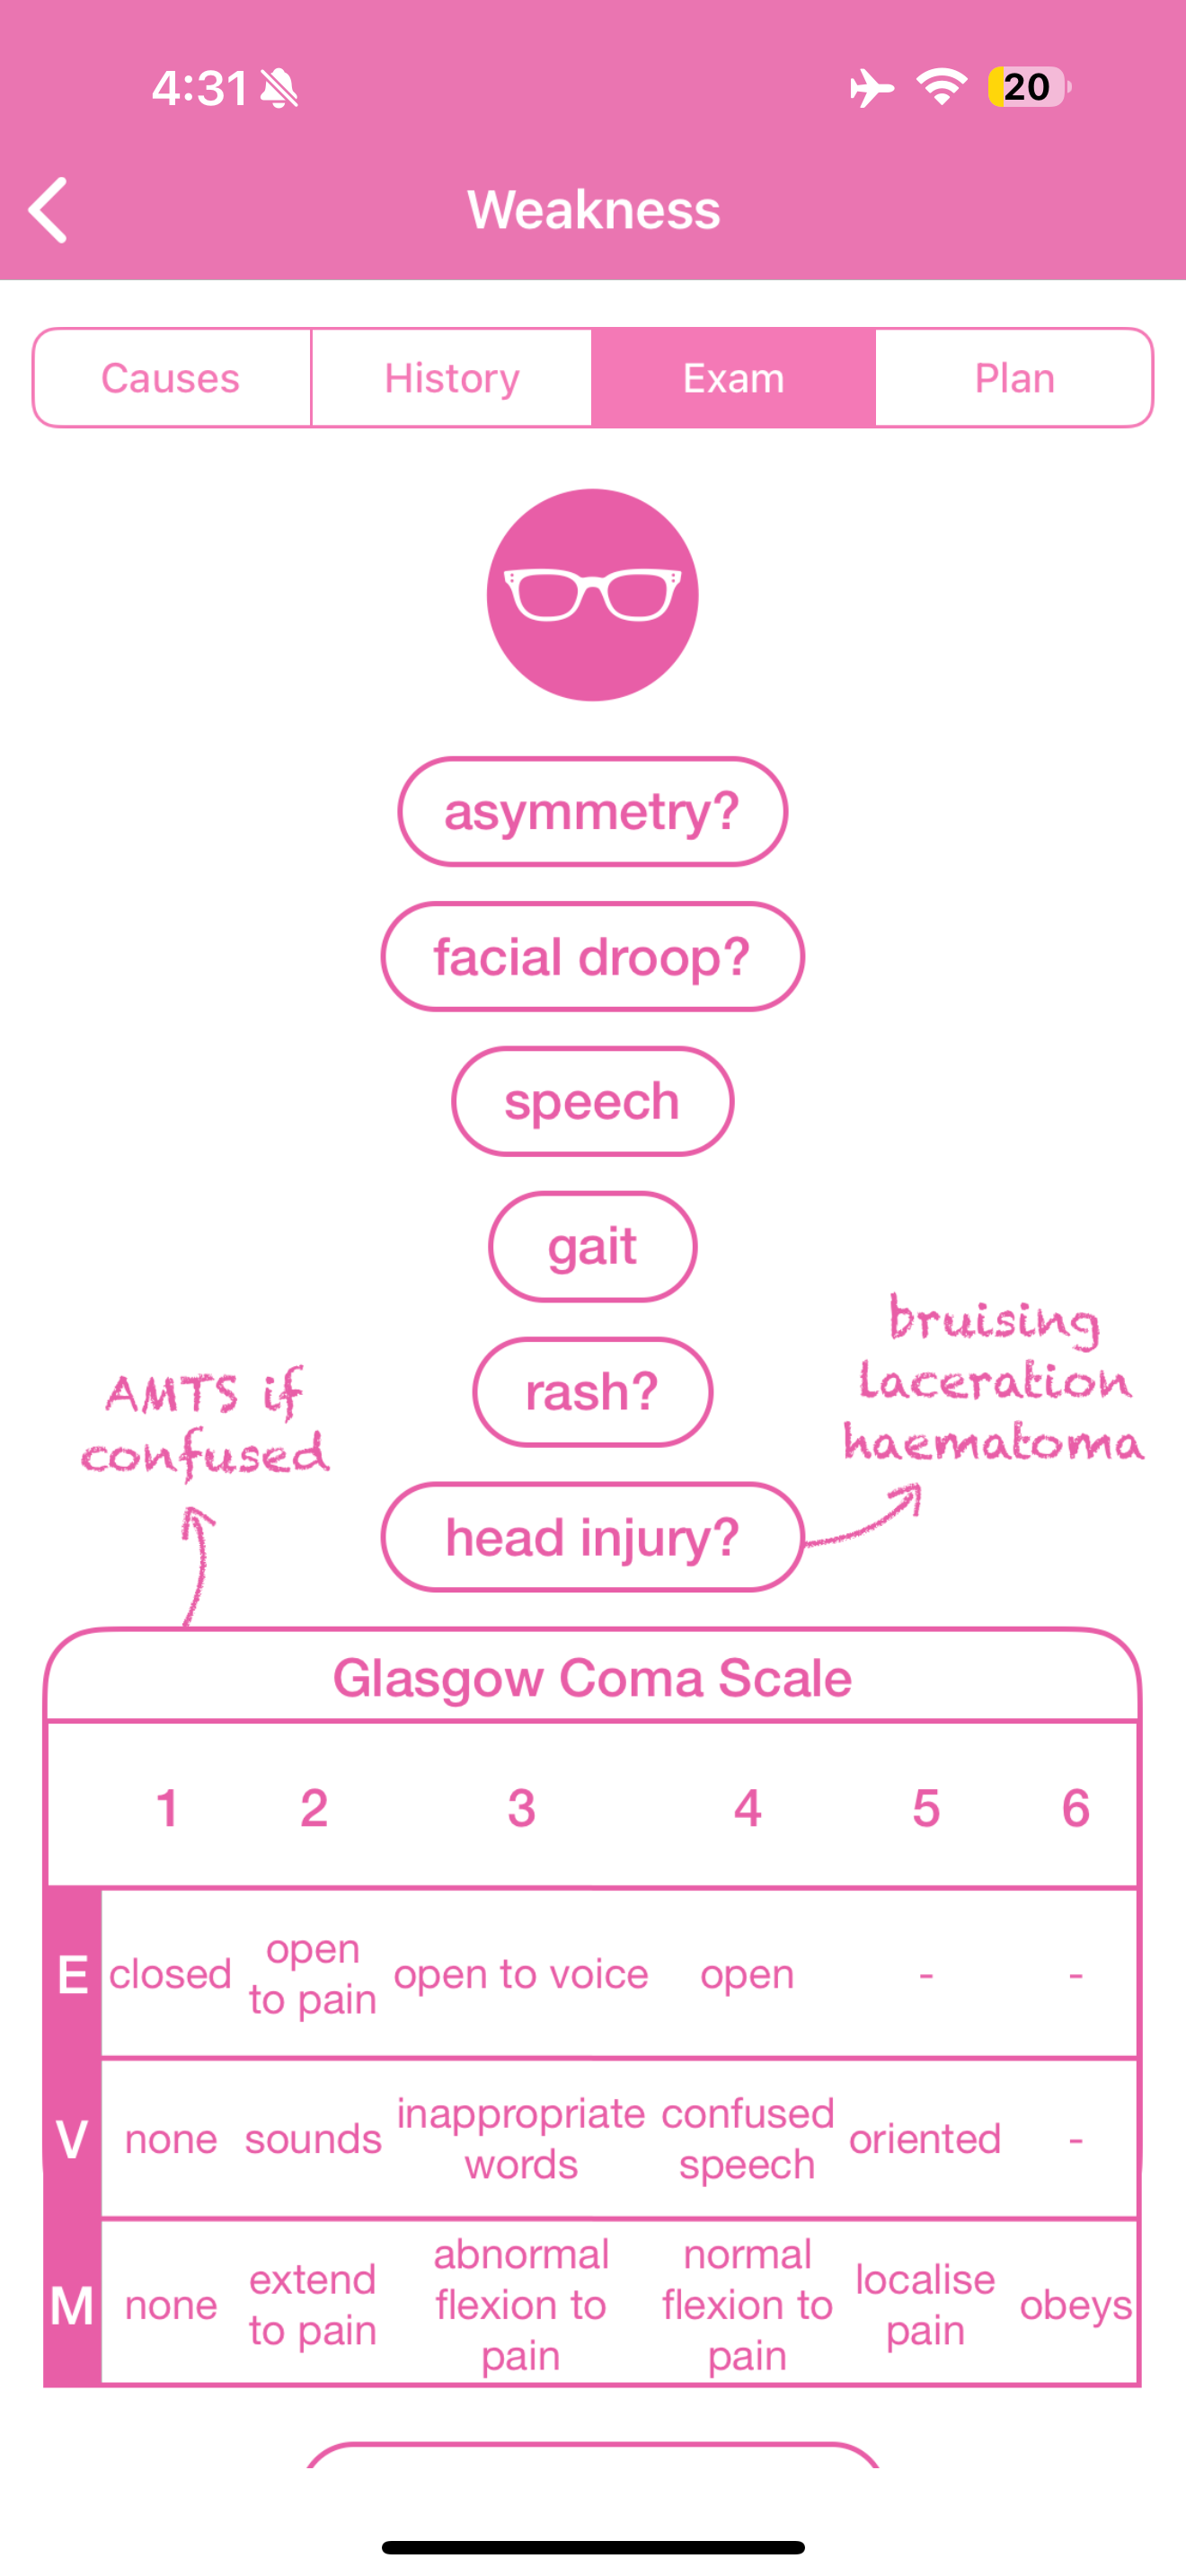 4:31
20
Weakness
Causes History Exam Plan
asymmetry?
facial droop?
speech
gait
rash?
bruising
laceration
haematoma
AMTS if
confused
head injury?
Glasgow Coma Scale
1 2 3 4 5 6
E closed open to pain open to voice open - -
V none sounds inappropriate words confused speech oriented -
M none extend to pain abnormal flexion to pain normal flexion to pain localise pain obeys